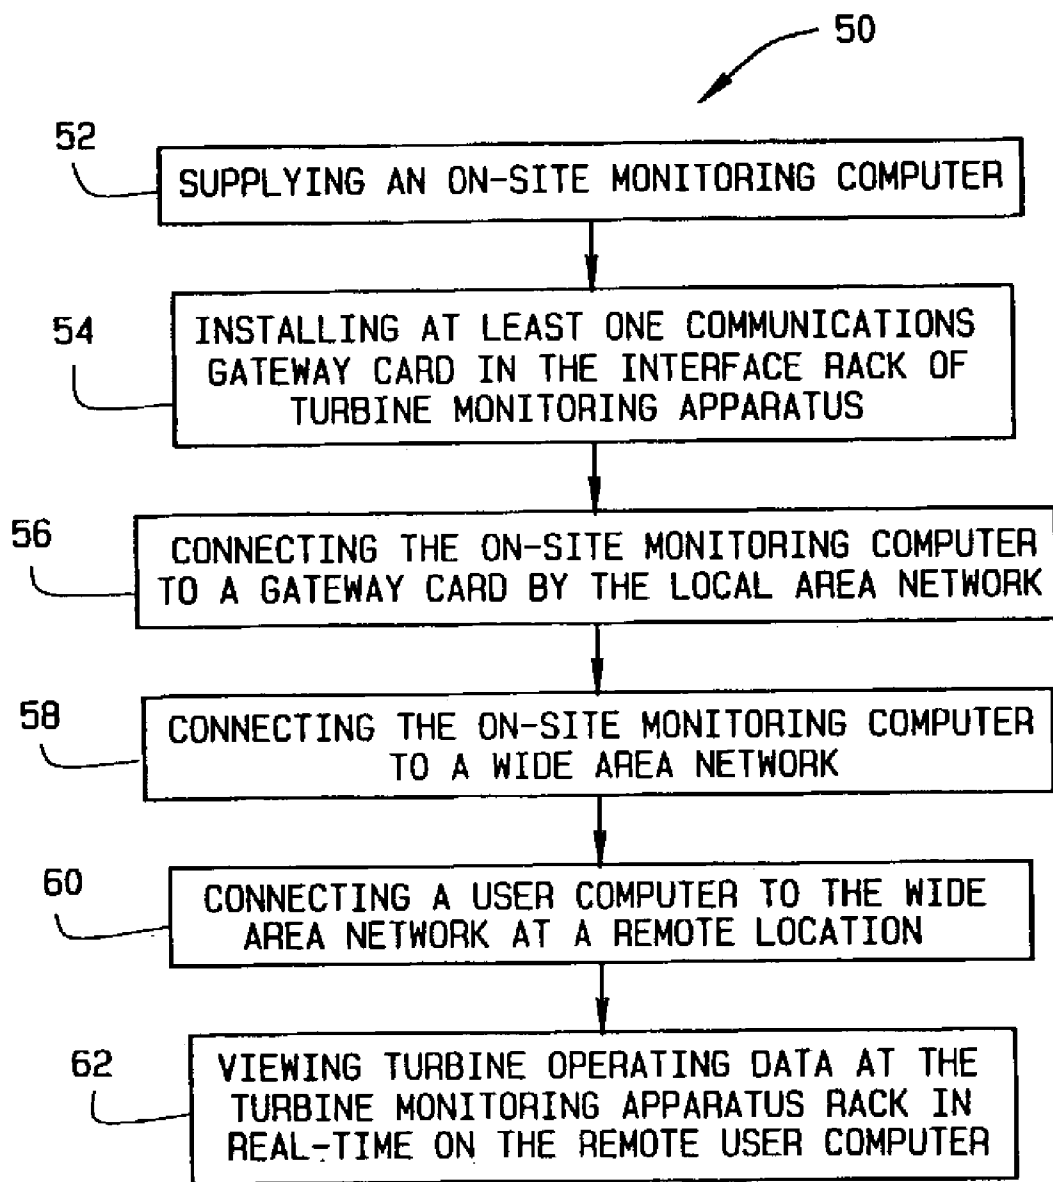 50
52
SUPPLYING AN ON-SITE MONITORING COMPUTER
54
INSTALLING AT LEAST ONE COMMUNICATIONS
GATEWAY CARD IN THE INTERFACE RACK OF
TURBINE MONITORING APPARATUS
56
CONNECTING THE ON-SITE MONITORING COMPUTER
TO A GATEWAY CARD BY THE LOCAL AREA NETWORK
58
CONNECTING THE ON-SITE MONITORING COMPUTER
TO A WIDE AREA NETWORK
60
CONNECTING A USER COMPUTER TO THE WIDE
AREA NETWORK AT A REMOTE LOCATION
62
VIEWING TURBINE OPERATING DATA AT THE
TURBINE MONITORING APPARATUS RACK IN
REAL-TIME ON THE REMOTE USER COMPUTER